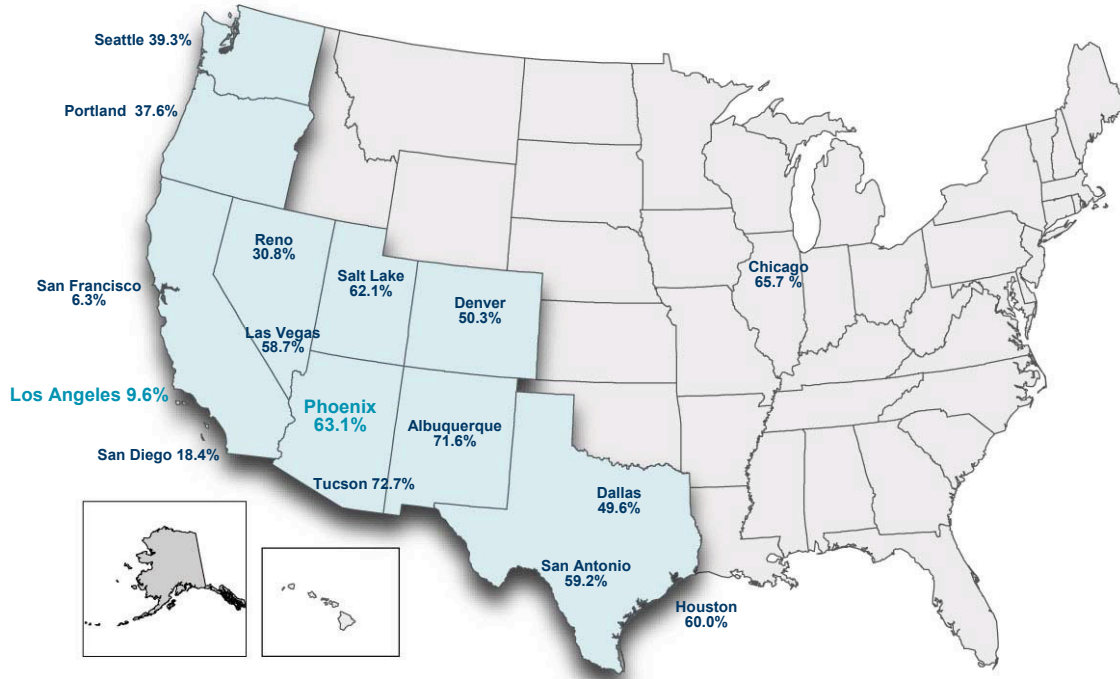 Seattle 39.3%
Portland 37.6%
Reno
30.8%
Salt Lake
62.1%
Chicago
65.7 %
San Francisco
6.3%
Denver
50.3%
Las Vegas
58.7%
Los Angeles 9.6%
Phoenix
63.1%
Albuquerque
71.6%
San Diego 18.4%
Tucson 72.7%
Dallas
49.6%
San Antonio
59.2%
Houston
60.0%